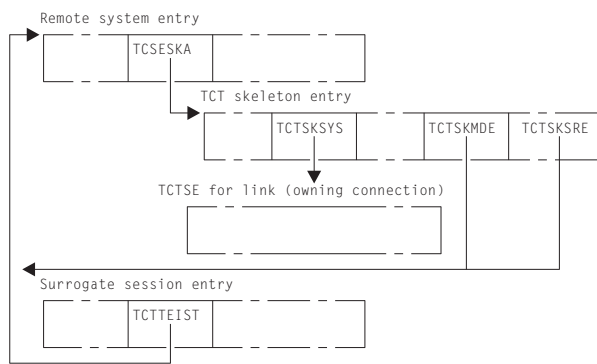 Remote system entry
TCSESKA
TCT skeleton entry
TCTSKSYS TCTSKMDE TCTSKSRE
TCTSE for link (owning connection)
Surrogate session entry
TCTTEIST